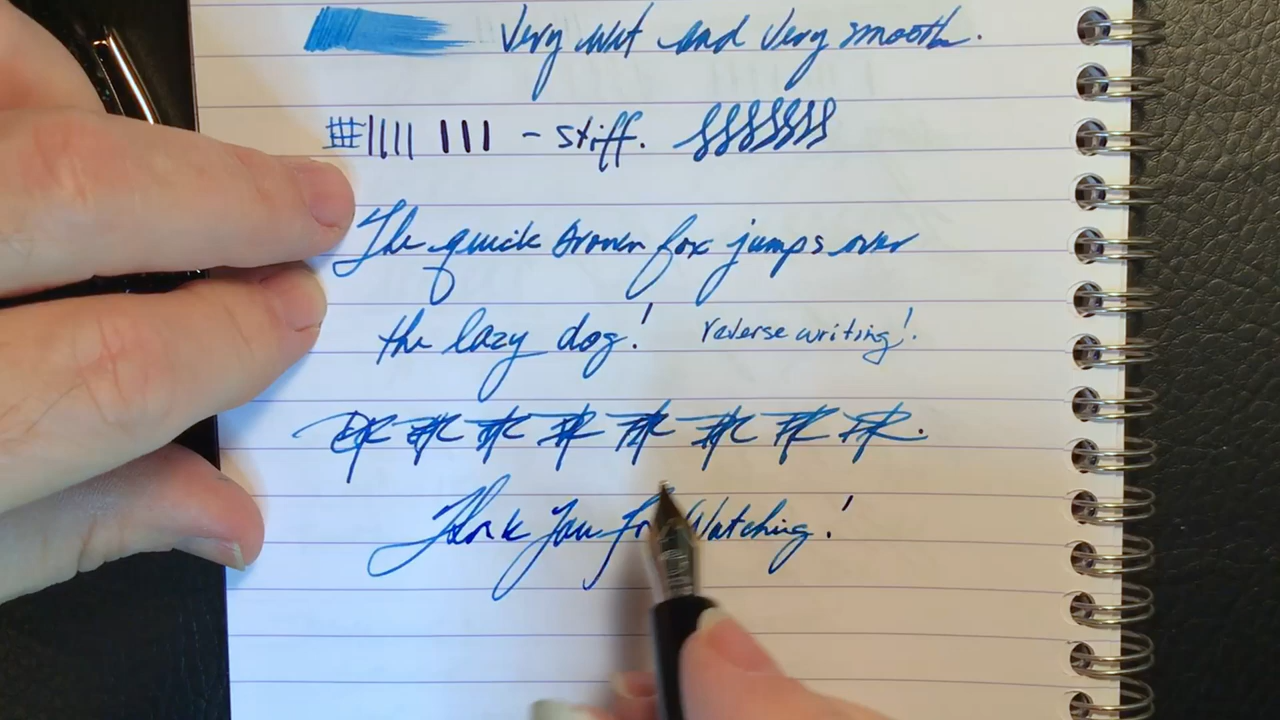 Very wet and very smooth.
- stiff.
The quick brown fox jumps over
the lazy dog! reverse writing!
Thank You for Watching!